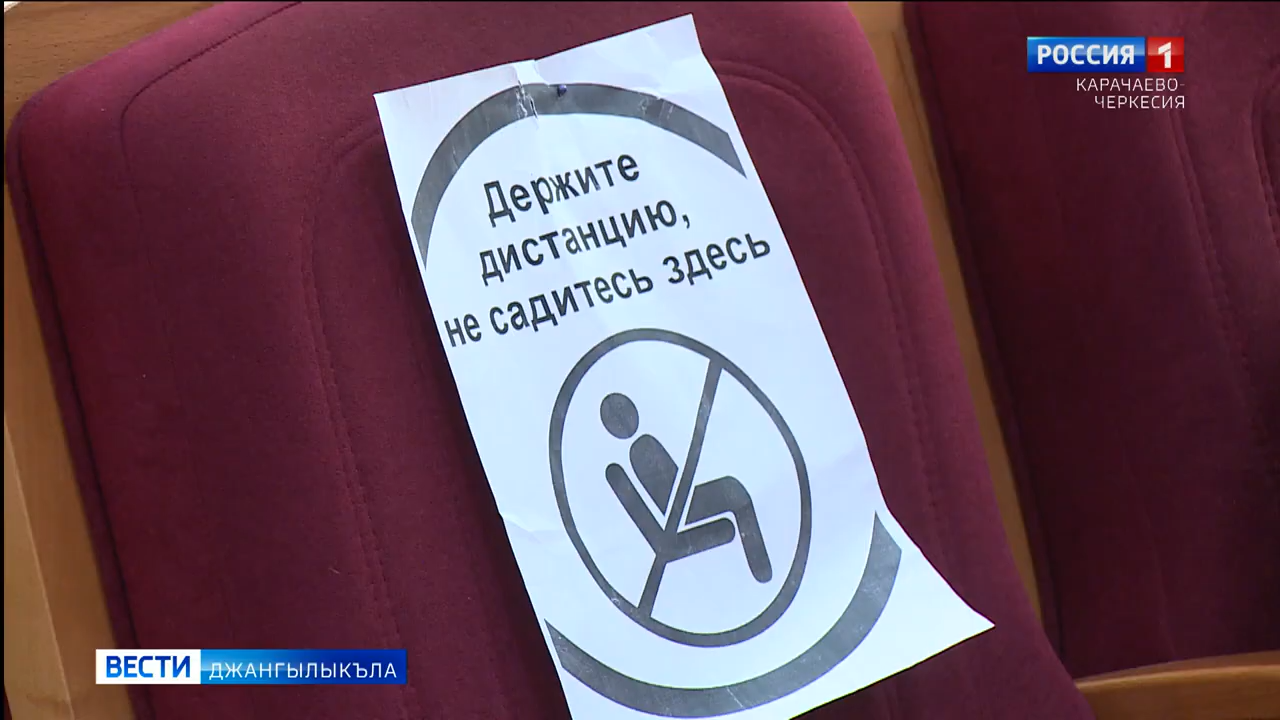 РОССИЯ 1
КАРАЧАЕВО-
ЧЕРКЕСИЯ
Держите
дистанцию,
не садитесь здесь
ВЕСТИ ДЖАНГЫЛЫКЪЛА